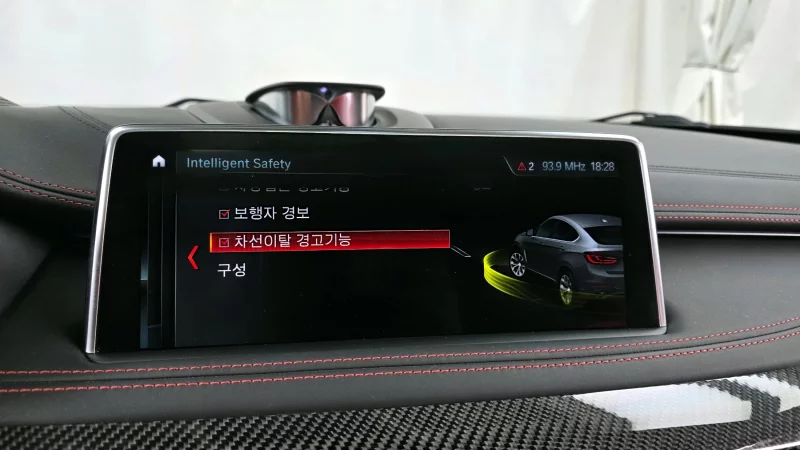 Intelligent Safety
2 93.9 MHz 18:28
보행자 경보
차선이탈 경고기능
구성